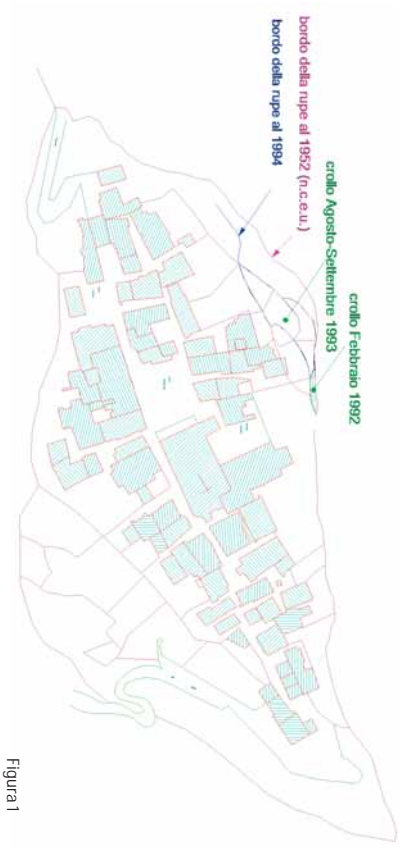 bordo della rupe al 1952 (n.c.e.u.)
bordo della rupe al 1994
crollo Agosto-Settembre 1993
crollo Febbraio 1992
Figura 1